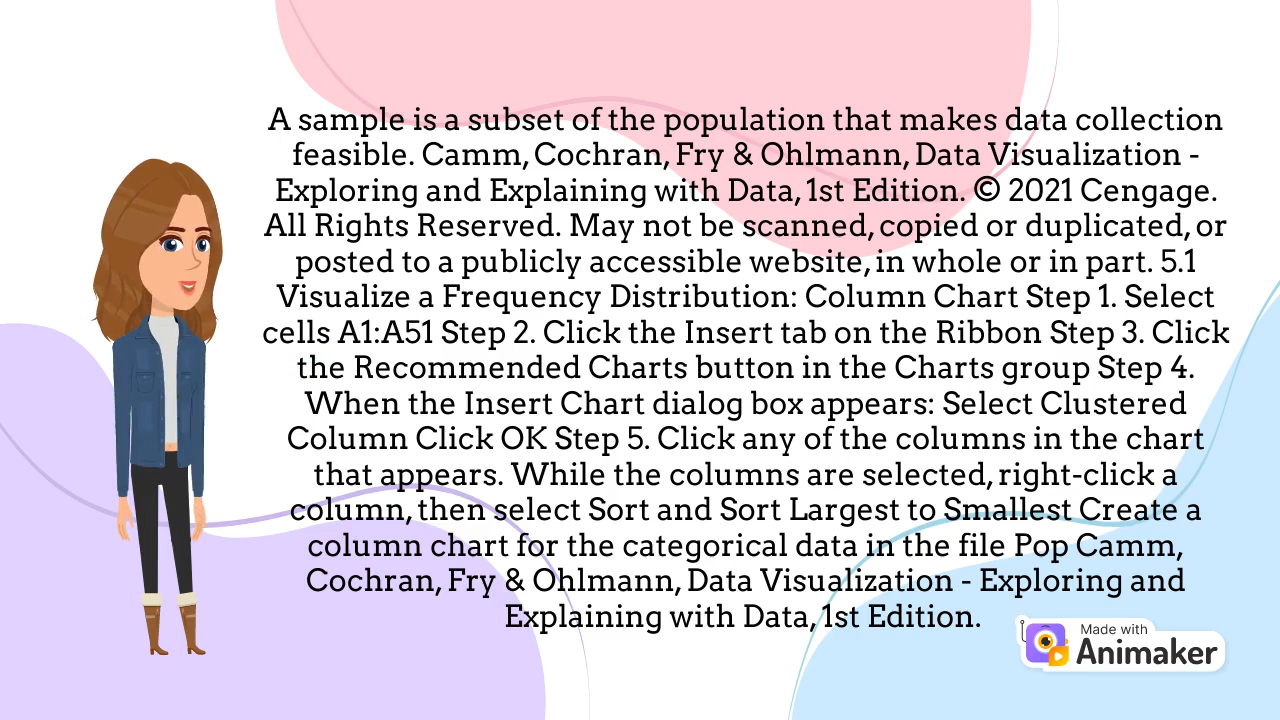 A sample is a subset of the population that makes data collection
feasible. Camm, Cochran, Fry & Ohlmann, Data Visualization -
Exploring and Explaining with Data, 1st Edition. © 2021 Cengage.
All Rights Reserved. May not be scanned, copied or duplicated, or
posted to a publicly accessible website, in whole or in part. 5.1
Visualize a Frequency Distribution: Column Chart Step 1. Select
cells A1:A51 Step 2. Click the Insert tab on the Ribbon Step 3. Click
the Recommended Charts button in the Charts group Step 4.
When the Insert Chart dialog box appears: Select Clustered
Column Click OK Step 5. Click any of the columns in the chart
that appears. While the columns are selected, right-click a
column, then select Sort and Sort Largest to Smallest Create a
column chart for the categorical data in the file Pop Camm,
Cochran, Fry & Ohlmann, Data Visualization - Exploring and
Explaining with Data, 1st Edition.
Made with
Animaker